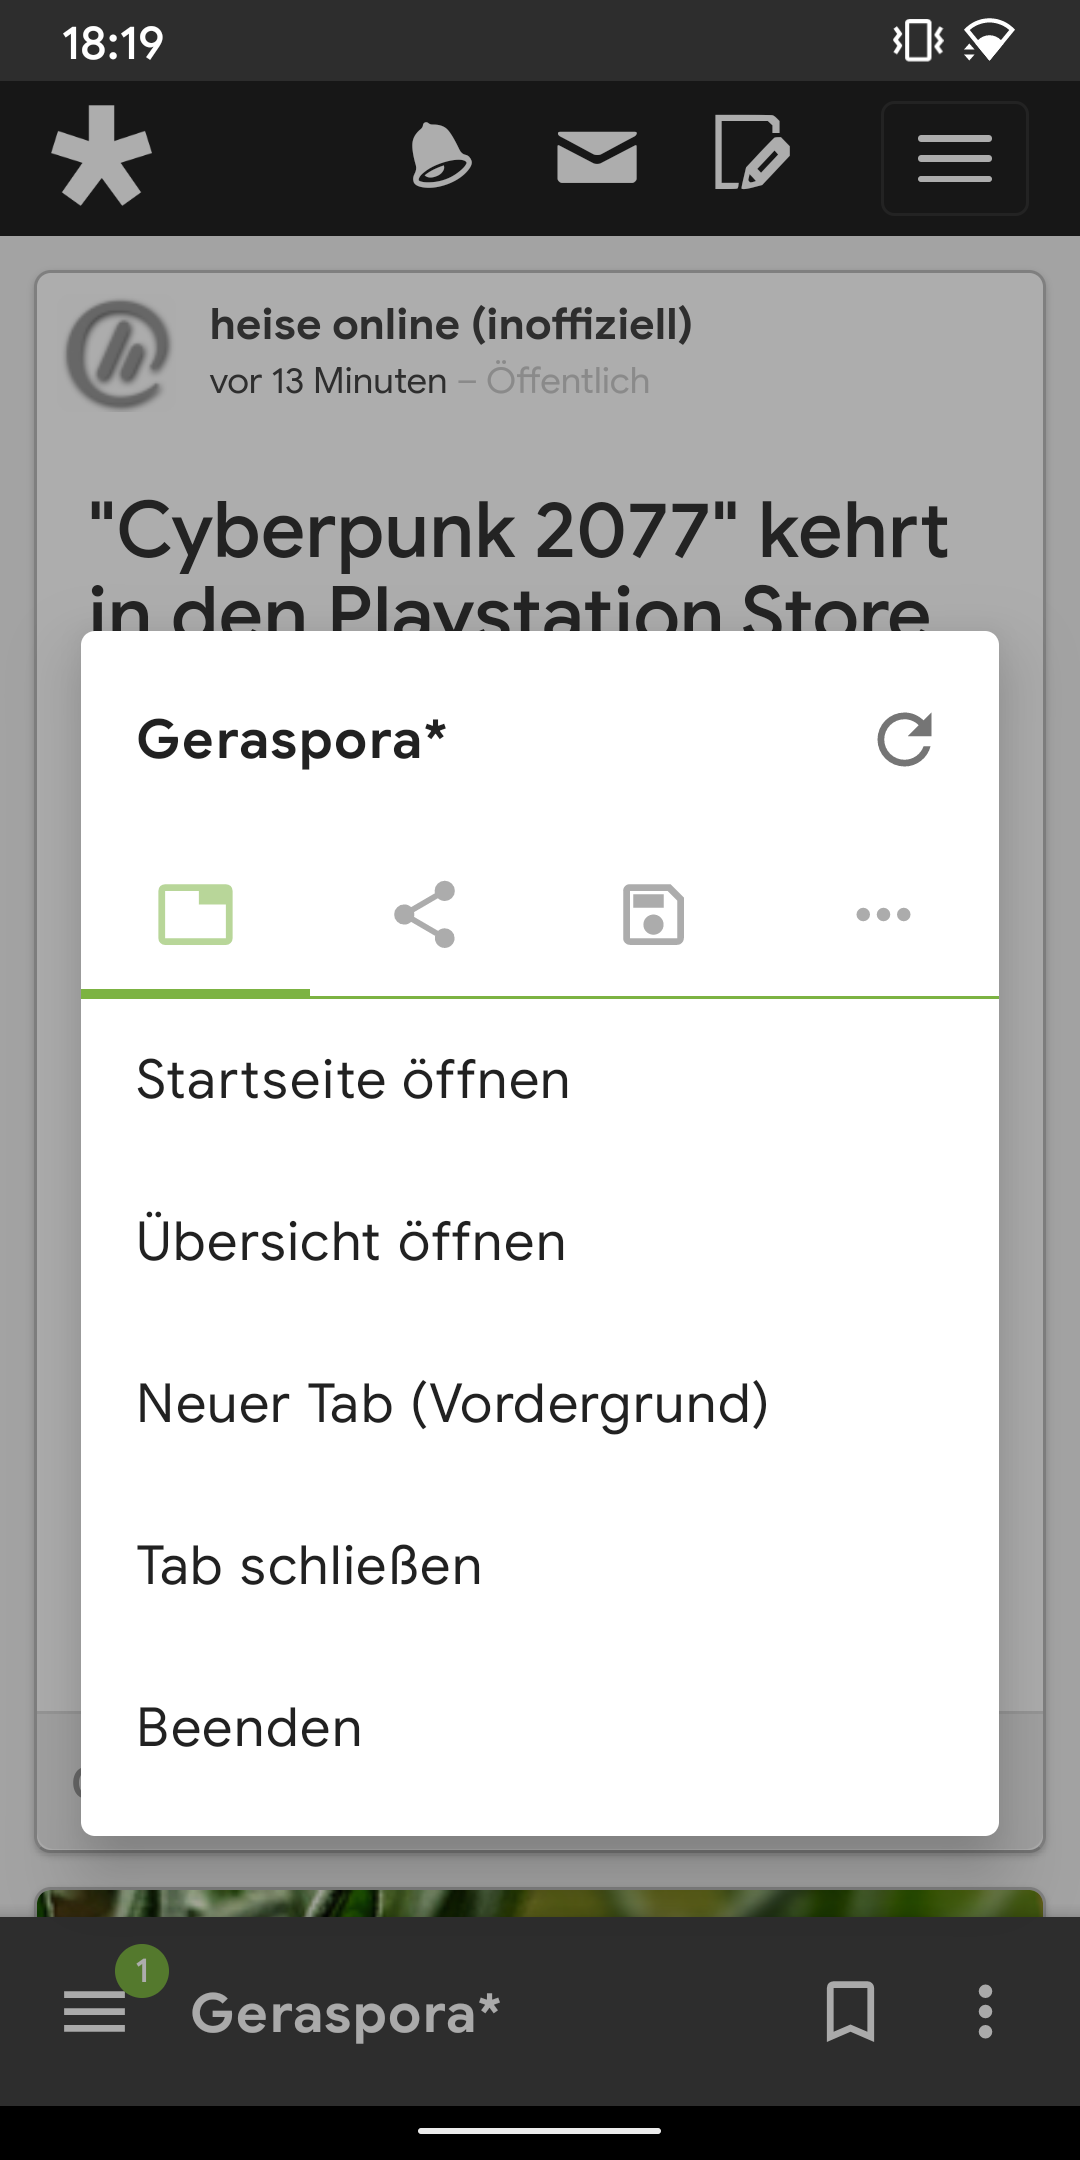 18:19
heise online (inoffiziell)
vor 13 Minuten – Öffentlich
"Cyberpunk 2077" kehrt
in den Playstation Store
Geraspora*
Startseite öffnen
Übersicht öffnen
Neuer Tab (Vordergrund)
Tab schließen
Beenden
1
Geraspora*